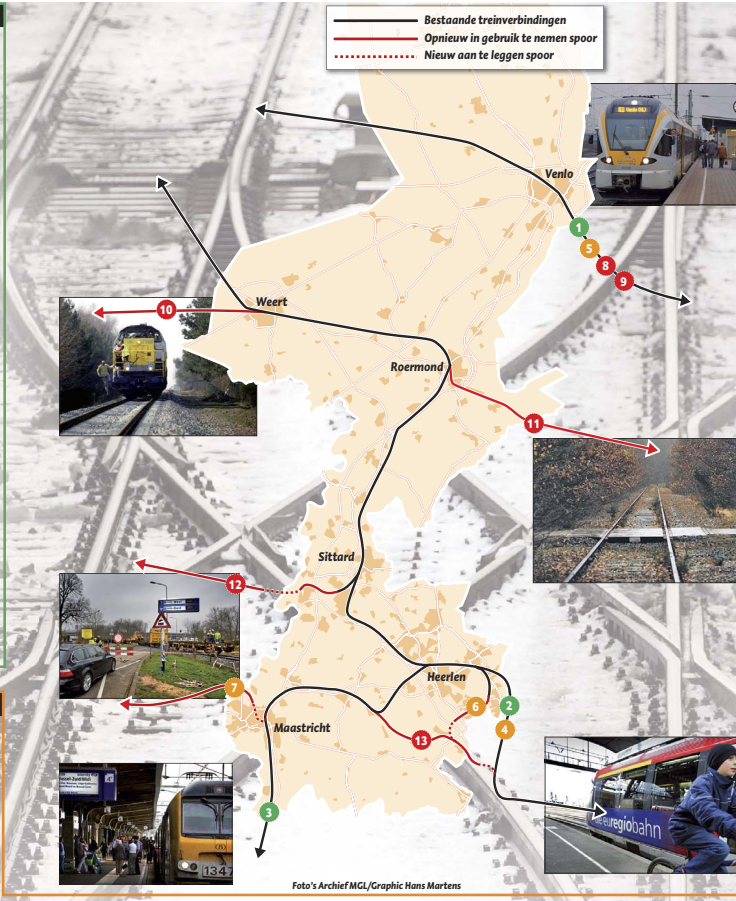 Bestaande treinverbindingen
Opnieuw in gebruik te nemen spoor
Nieuw aan te leggen spoor
Venlo
1
5
8
9
10
Weert
Roermond
11
Sittard
12
7
Heerlen
6
2
Maastricht
4
13
3
1347
euregiobahn
Foto's Archief MGL/Graphic Hans Martens